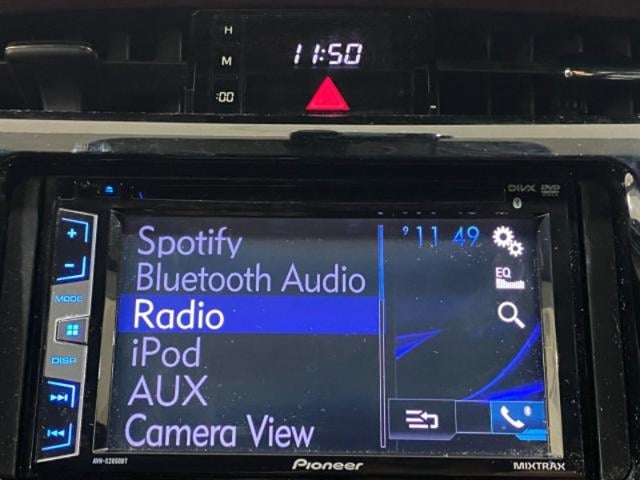 H
11:50
M
:00
DIVX DVD
Spotify
11 49
Bluetooth Audio
EQ
Radio
MODE
iPod
DISP
AUX
Camera View
AVH-X2800BT
Pioneer
MIXTRAX